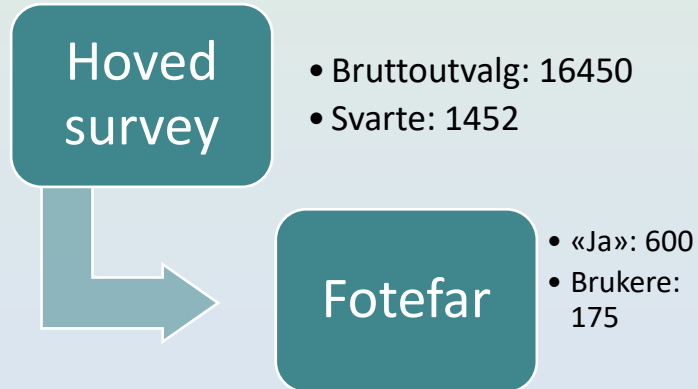 Hoved
survey
• Bruttoutvalg: 16450
• Svarte: 1452
Fotefar
• «Ja»: 600
• Brukere:
175